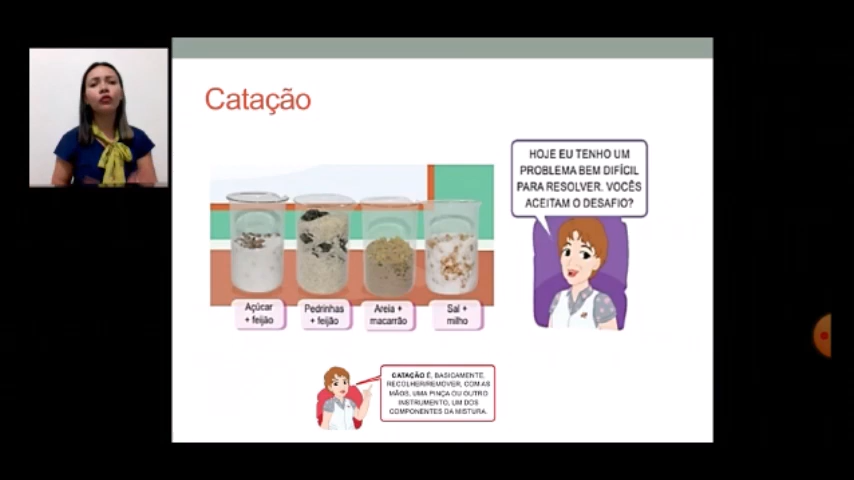 Catação
HOJE EU TENHO UM
PROBLEMA BEM DIFÍCIL
PARA RESOLVER. VOCÊS
ACEITAM O DESAFIO?
Açúcar
+ feijão
Pedrinhas
+ feijão
Areia +
macarrão
Sal +
milho
CATAÇÃO É, BASICAMENTE,
RECOLHER/REMOVER, COM AS
MÃOS, UMA PINÇA OU OUTRO
INSTRUMENTO, UM DOS
COMPONENTES DA MISTURA.